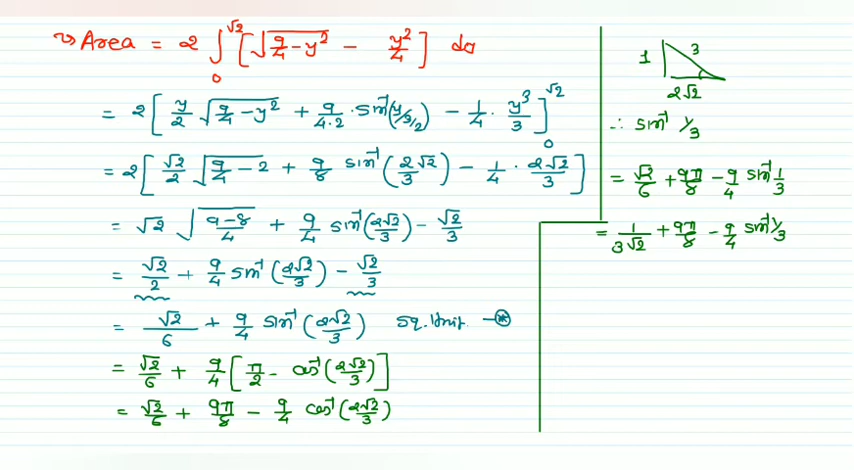 ⇝ Area = 2 ∫₀^√2 [√(9/4 - y²) - y²/4] dy
= 2 [ y/2 √(9/4 - y²) + 9/4·2 · sin⁻¹(y/3/2) - 1/4 · y³/3 ]₀^√2
= 2 [ √2/2 √(9/4 - 2) + 9/8 sin⁻¹(2√2/3) - 1/4 · 2√2/3 ]
= √2 √(9-8/4) + 9/4 sin⁻¹(2√2/3) - √2/3
= √2/2 + 9/4 sin⁻¹(2√2/3) - √2/3
= √2/6 + 9/4 sin⁻¹(2√2/3) sq. Unit. -⊛
= √2/6 + 9/4 [π/2 - cos⁻¹(2√2/3)]
= √2/6 + 9π/8 - 9/4 cos⁻¹(2√2/3)
1 3
2√2
∴ sin⁻¹ 1/3
= √2/6 + 9π/8 - 9/4 sin⁻¹ 1/3
= 1/3√2 + 9π/8 - 9/4 sin⁻¹ 1/3